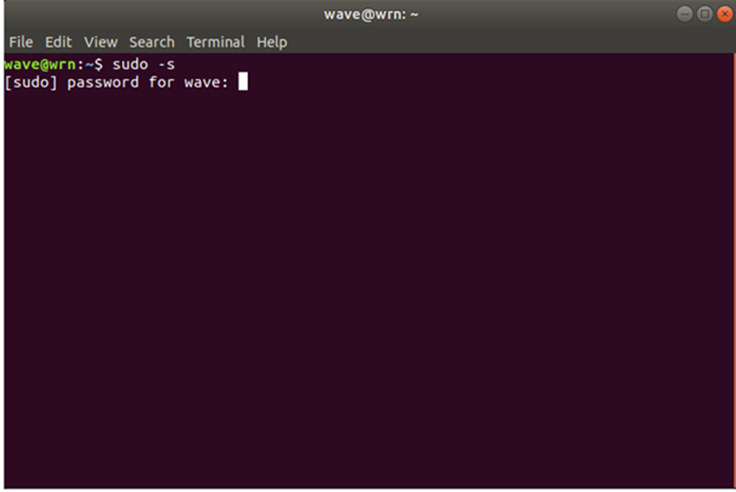 wave@wrn: ~
File Edit View Search Terminal Help
wave@wrn:~$ sudo -s
[sudo] password for wave: